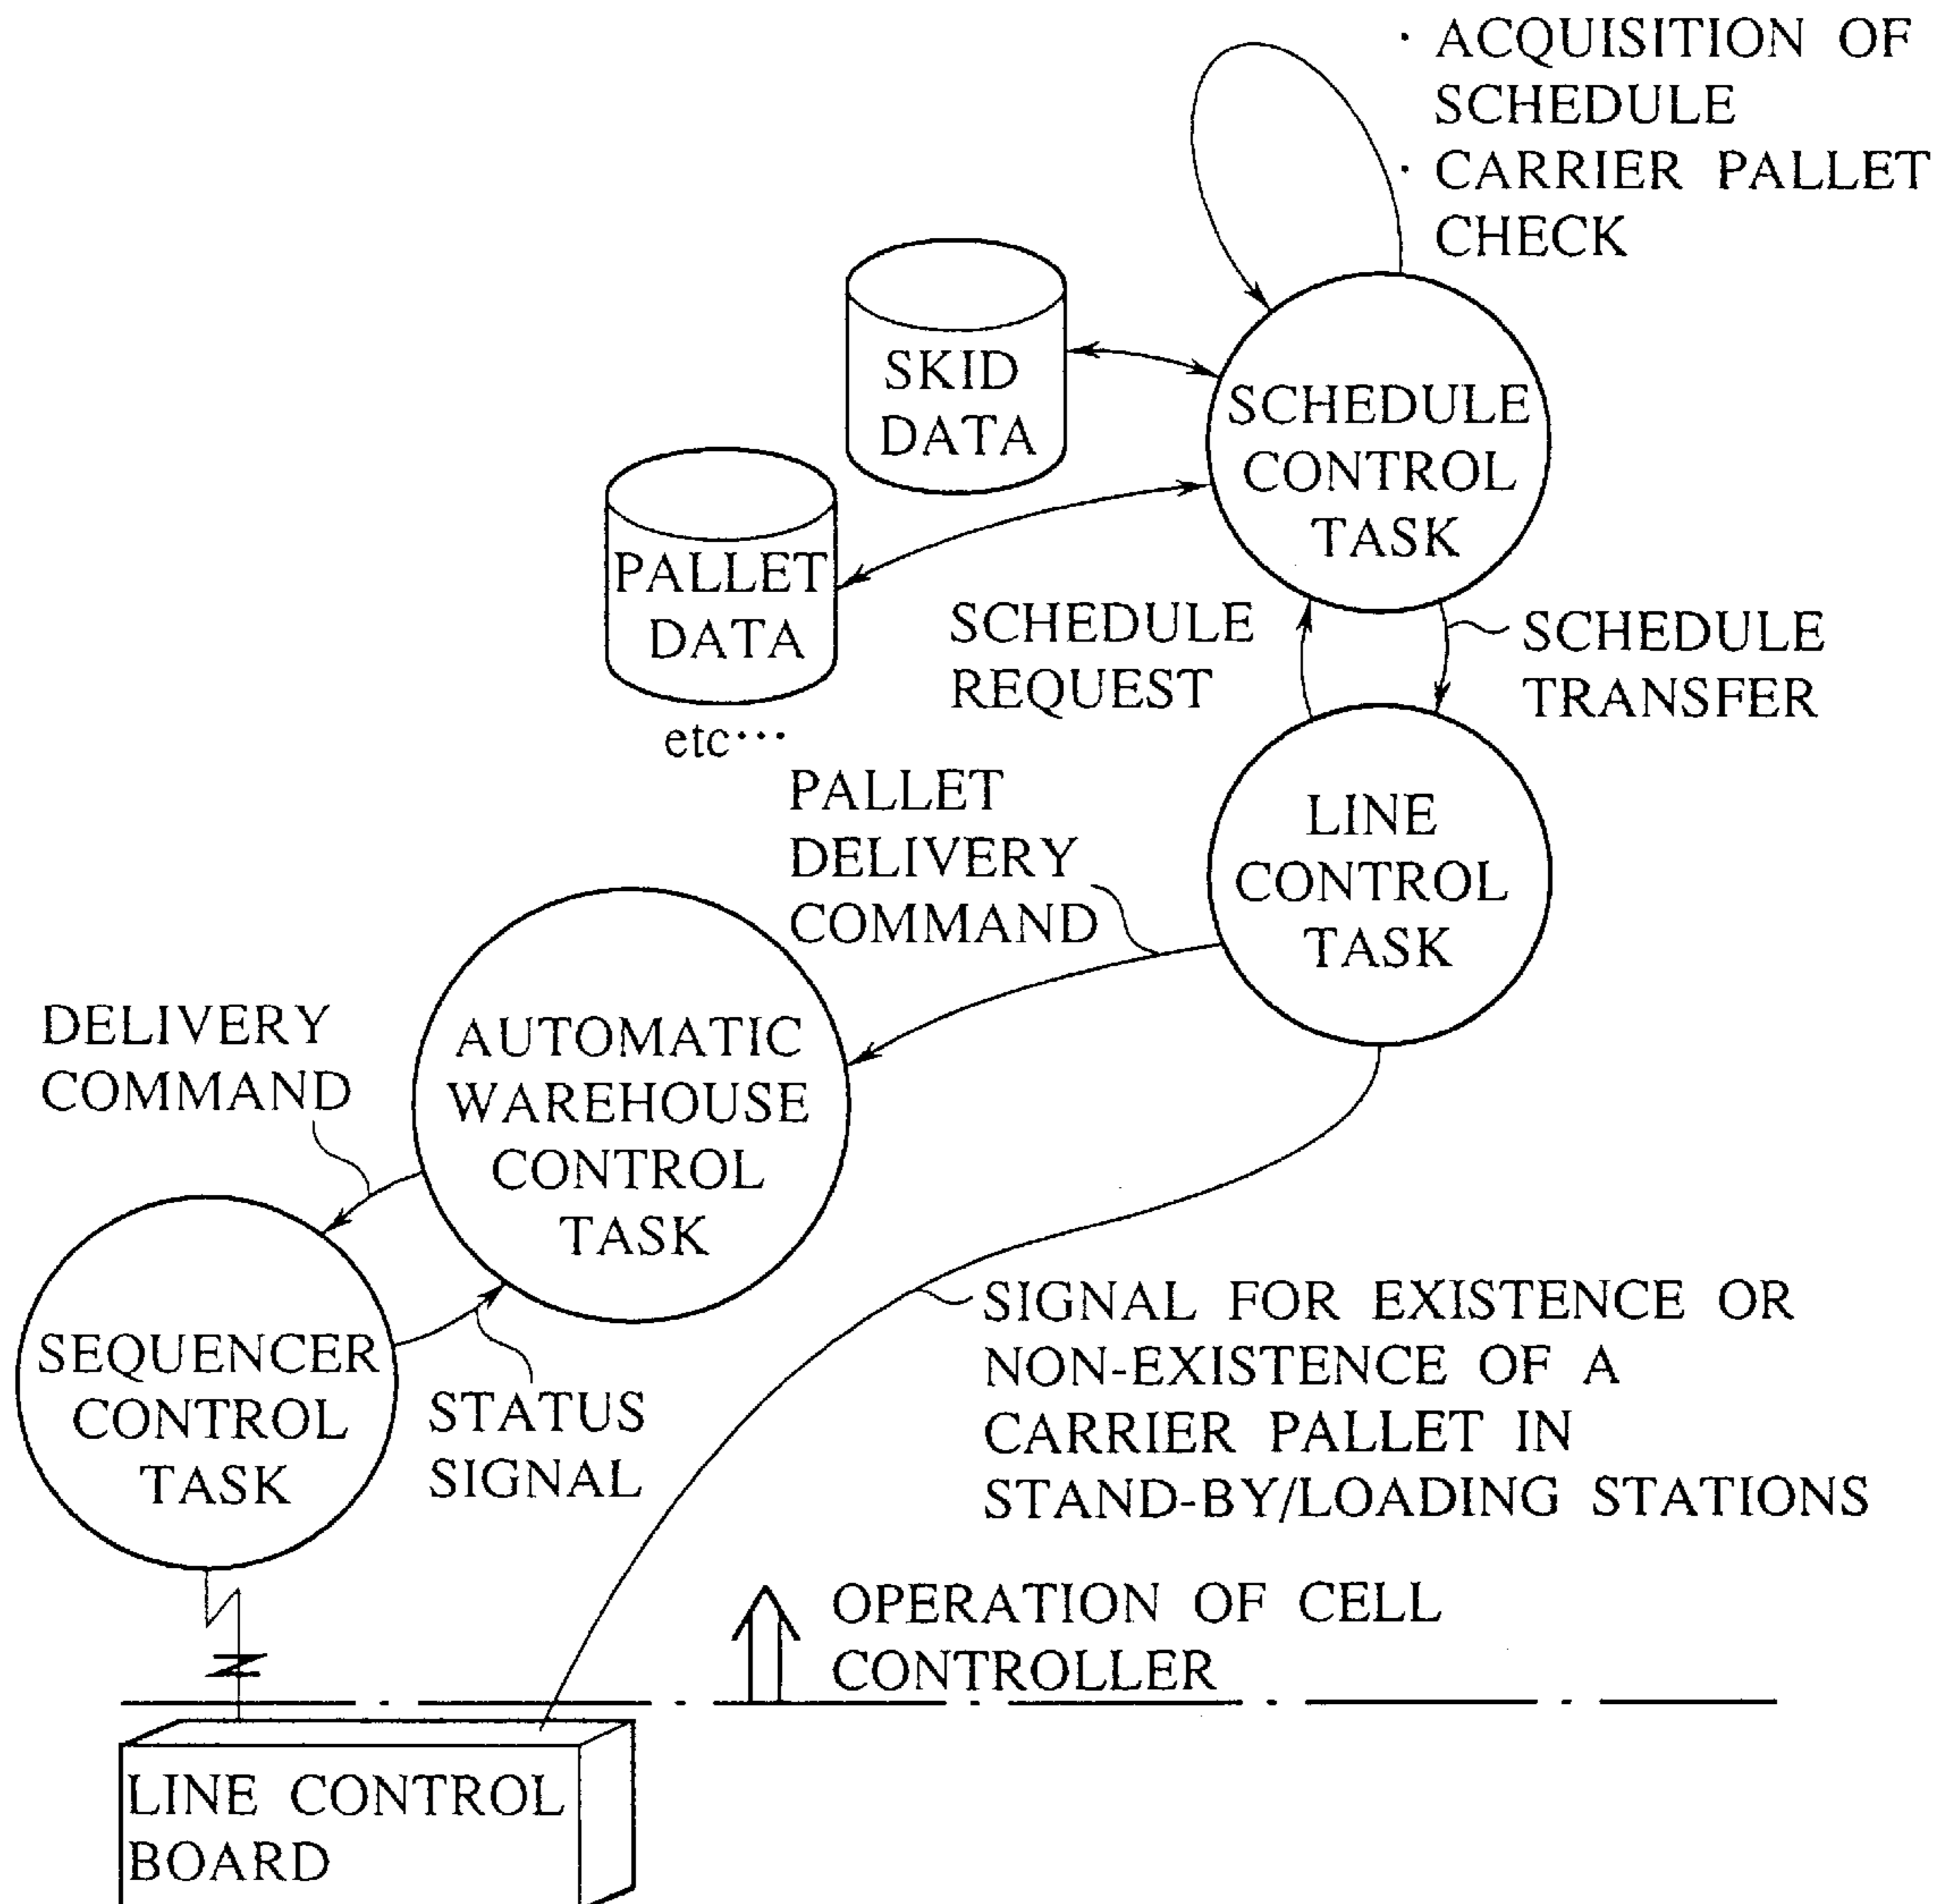 · ACQUISITION OF
SCHEDULE
· CARRIER PALLET
CHECK
SKID
DATA
SCHEDULE
CONTROL
TASK
PALLET
DATA
etc···
SCHEDULE
REQUEST
SCHEDULE
TRANSFER
PALLET
DELIVERY
COMMAND
LINE
CONTROL
TASK
DELIVERY
COMMAND
AUTOMATIC
WAREHOUSE
CONTROL
TASK
SEQUENCER
CONTROL
TASK
STATUS
SIGNAL
SIGNAL FOR EXISTENCE OR
NON-EXISTENCE OF A
CARRIER PALLET IN
STAND-BY/LOADING STATIONS
OPERATION OF CELL
CONTROLLER
LINE CONTROL
BOARD